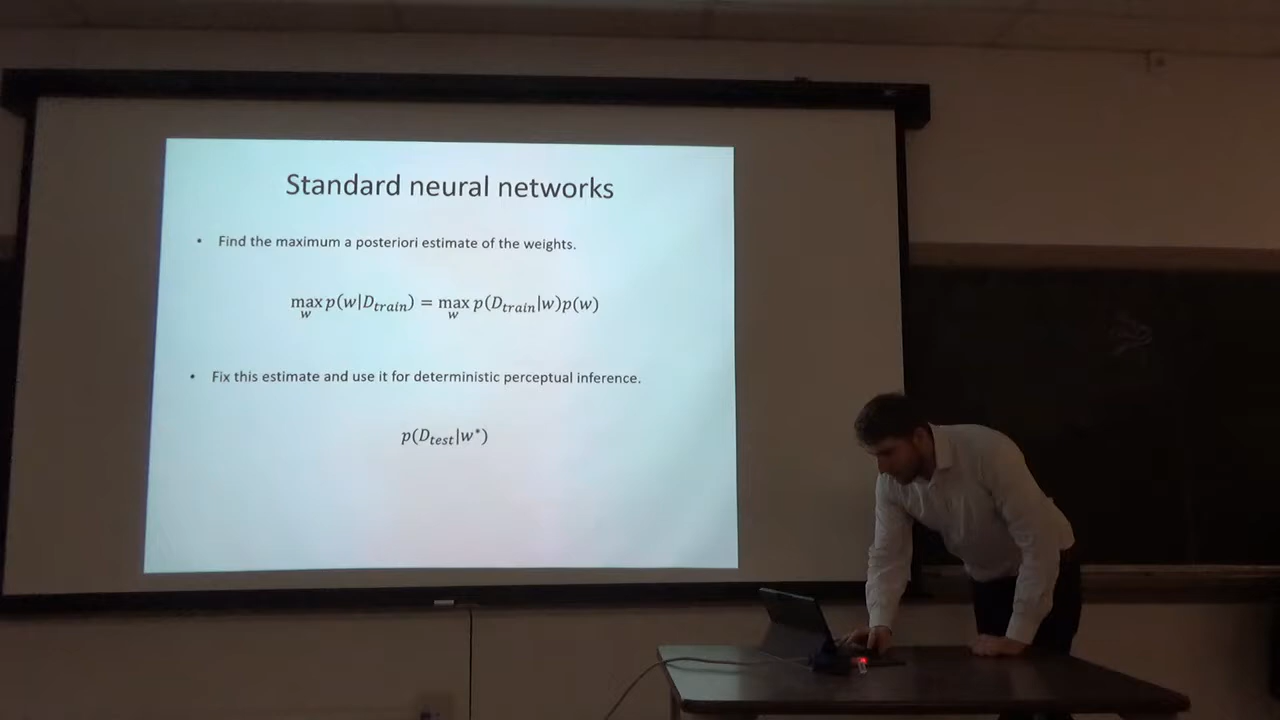 Standard neural networks
• Find the maximum a posteriori estimate of the weights.
max p(w|D_train) = max p(D_train|w)p(w)
w w
• Fix this estimate and use it for deterministic perceptual inference.
p(D_test|w*)